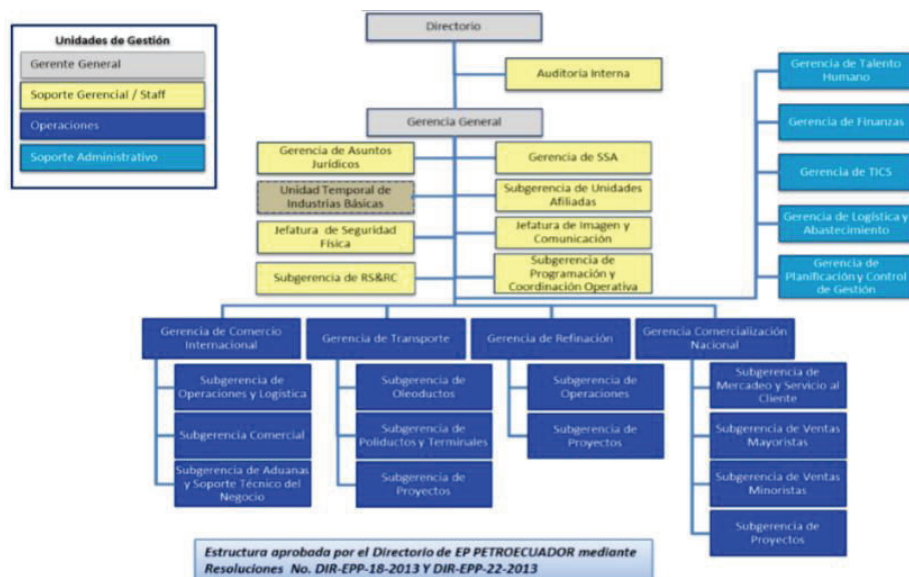 Unidades de Gestión
Gerente General
Soporte Gerencial / Staff
Operaciones
Soporte Administrativo
Directorio
Auditoría Interna
Gerencia General
Gerencia de Asuntos
Jurídicos
Gerencia de SSA
Unidad Temporal de
Industrias Básicas
Subgerencia de Unidades
Afiliadas
Jefatura de Seguridad
Física
Jefatura de Imagen y
Comunicación
Subgerencia de RS&RC
Subgerencia de
Programación y
Coordinación Operativa
Gerencia de Talento
Humano
Gerencia de Finanzas
Gerencia de TICS
Gerencia de Logística y
Abastecimiento
Gerencia de
Planificación y Control
de Gestión
Gerencia de Comercio
Internacional
Subgerencia de
Operaciones y Logística
Subgerencia Comercial
Subgerencia de Aduanas
y Soporte Técnico del
Negocio
Gerencia de Transporte
Subgerencia de
Oleoductos
Subgerencia de
Poliductos y Terminales
Subgerencia de
Proyectos
Gerencia de Refinación
Subgerencia de
Operaciones
Subgerencia de
Proyectos
Gerencia Comercialización
Nacional
Subgerencia de
Mercadeo y Servicio al
Cliente
Subgerencia de Ventas
Mayoristas
Subgerencia de Ventas
Minoristas
Subgerencia de
Proyectos
Estructura aprobada por el Directorio de EP PETROECUADOR mediante
Resoluciones No. DIR-EPP-18-2013 Y DIR-EPP-22-2013